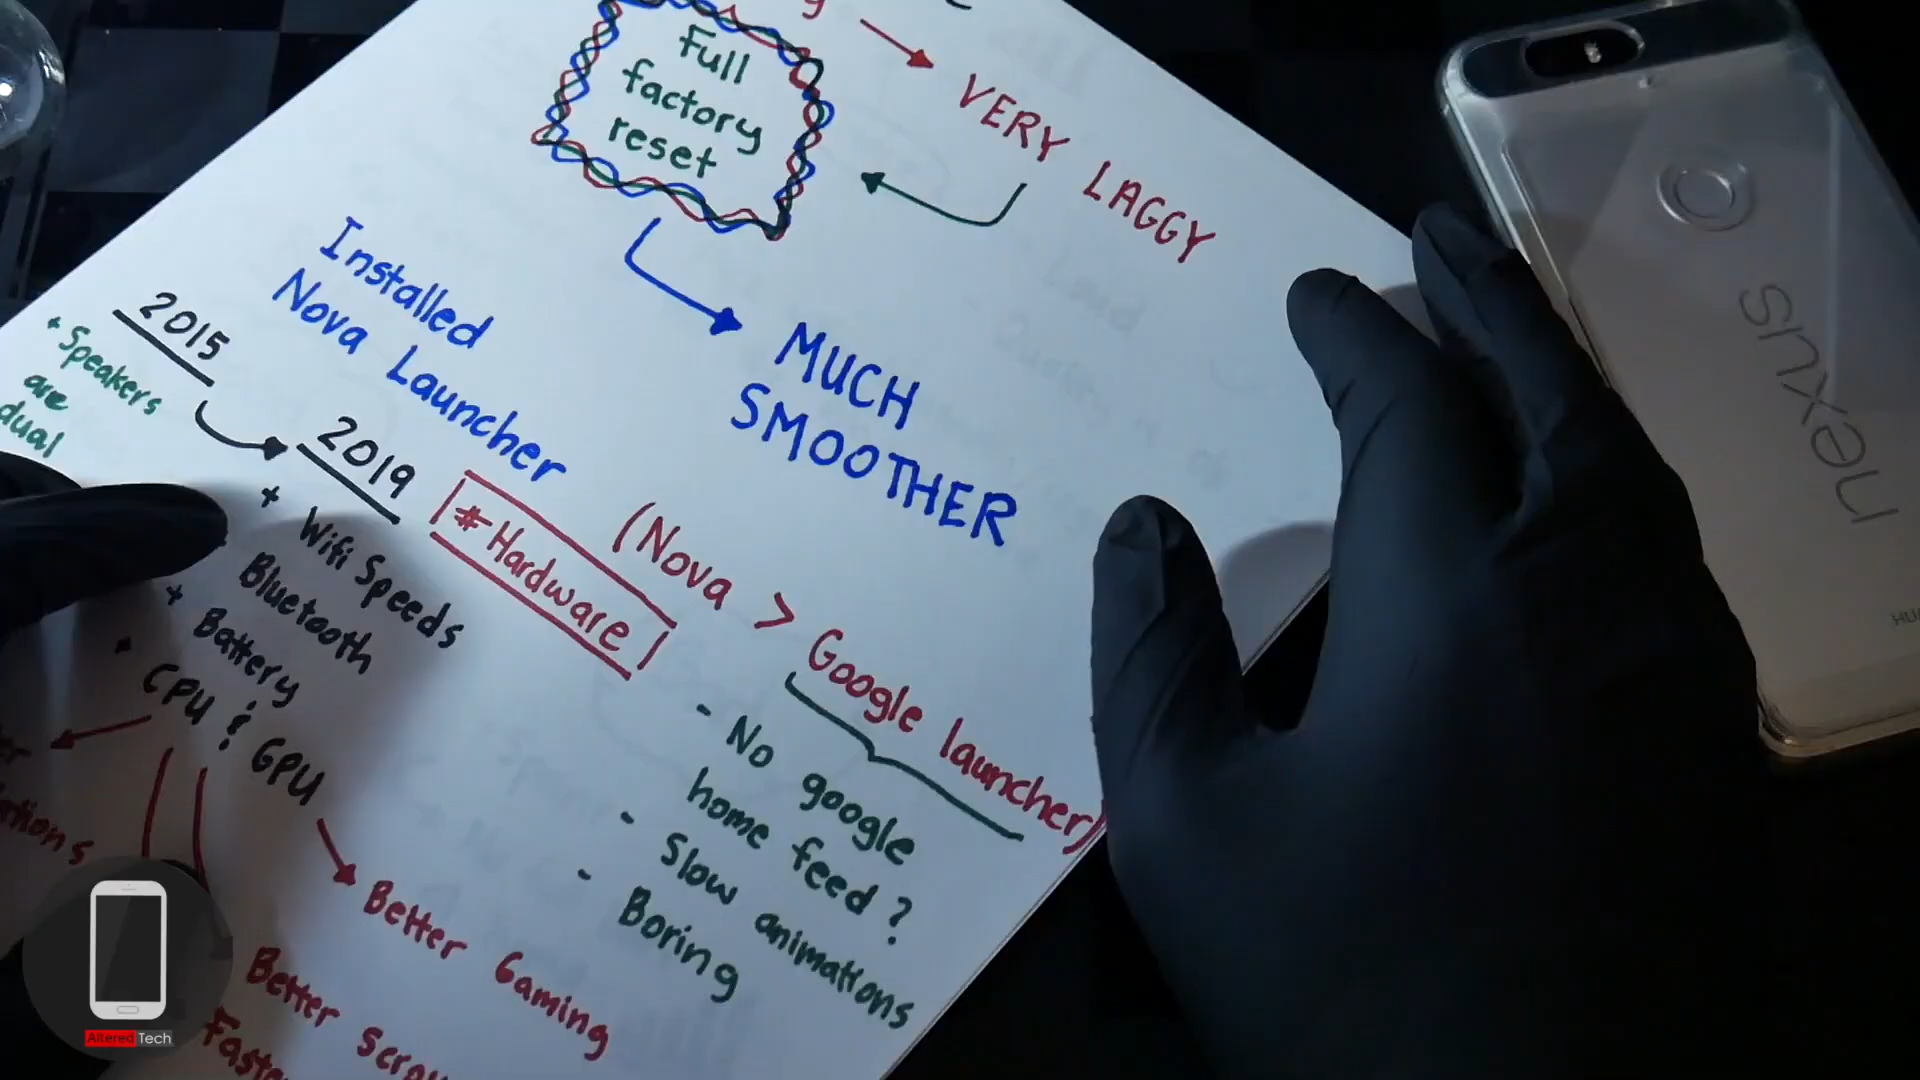 Full
factory
reset
VERY LAGGY
Installed
Nova Launcher
MUCH
SMOOTHER
2015
+ Speakers
are
dual
2019
+ Wifi Speeds
Bluetooth
+ Battery
CPU & GPU
# Hardware
(Nova > Google launcher)
- No google
home feed?
- Slow animations
- Boring
Better Gaming
Better
Faster
nexus
Altered Tech